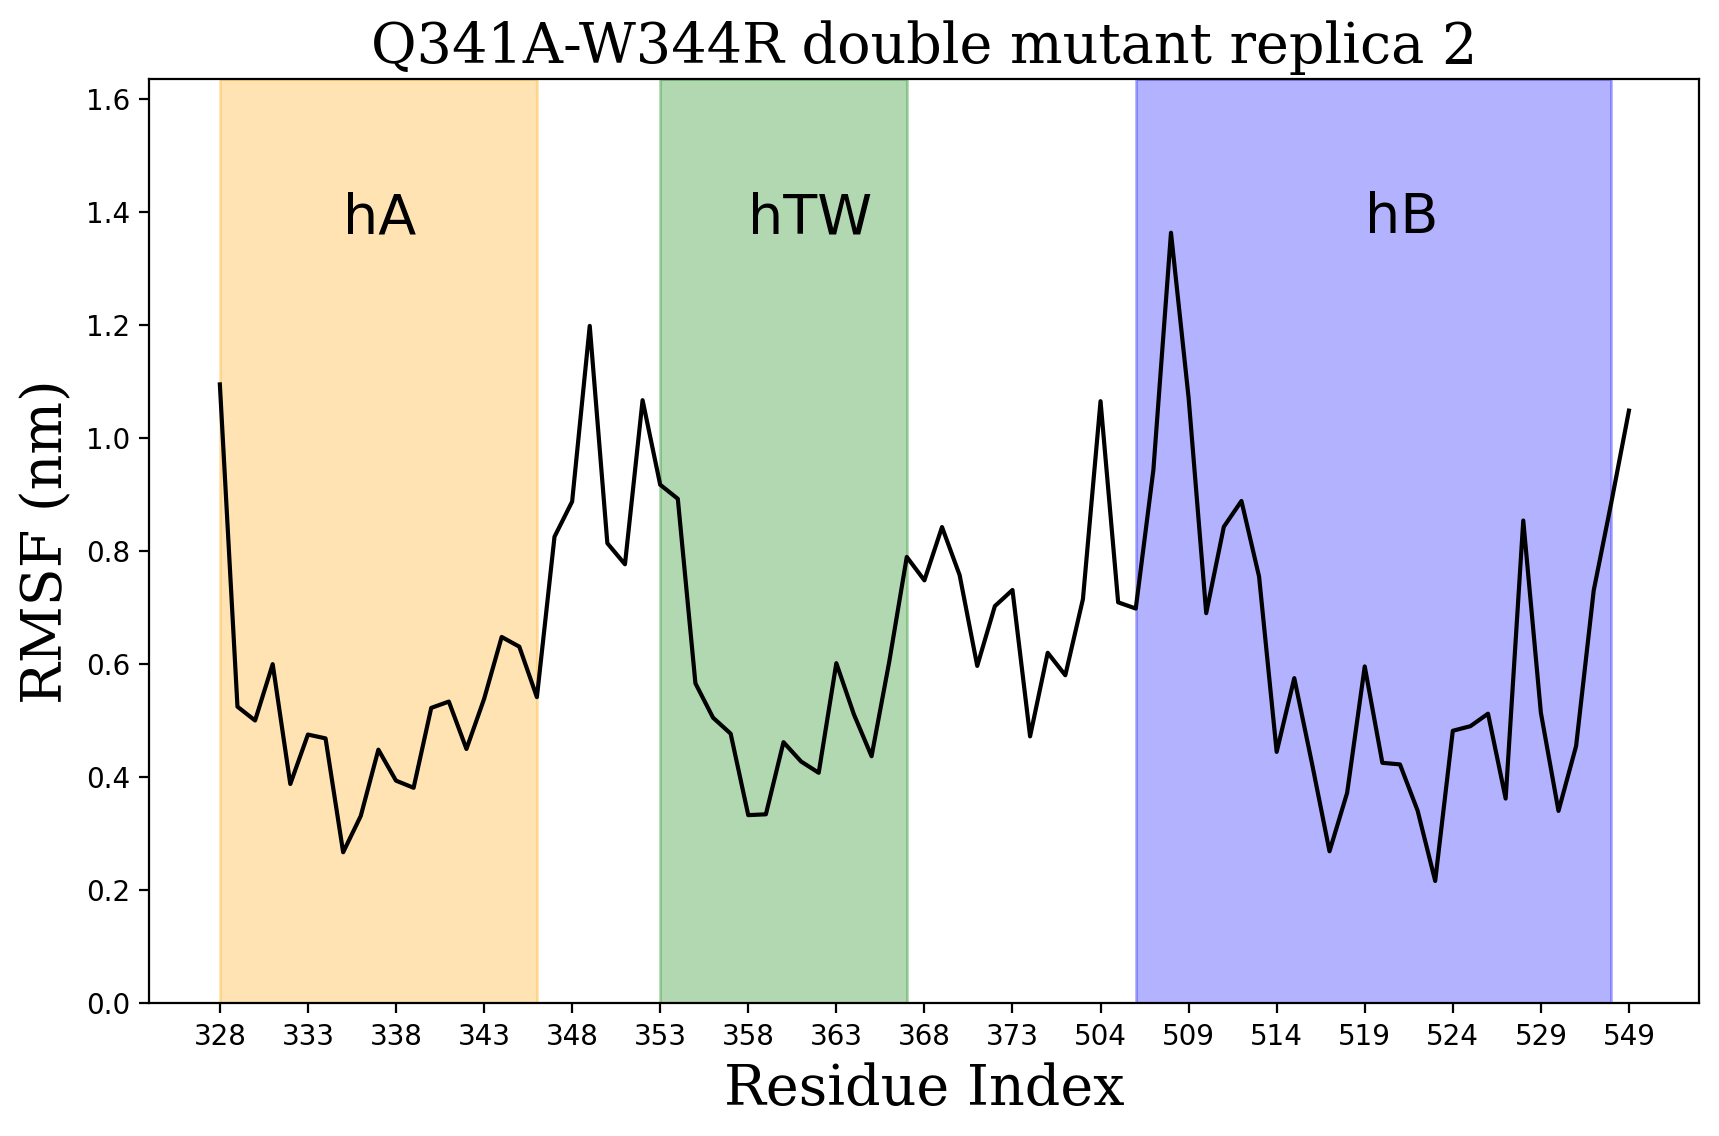 Q341A-W344R double mutant replica 2
1.6
1.4
1.2
1.0
0.8
0.6
0.4
0.2
0.0
RMSF (nm)
hA hTW hB
328 333 338 343 348 353 358 363 368 373 504 509 514 519 524 529 549
Residue Index